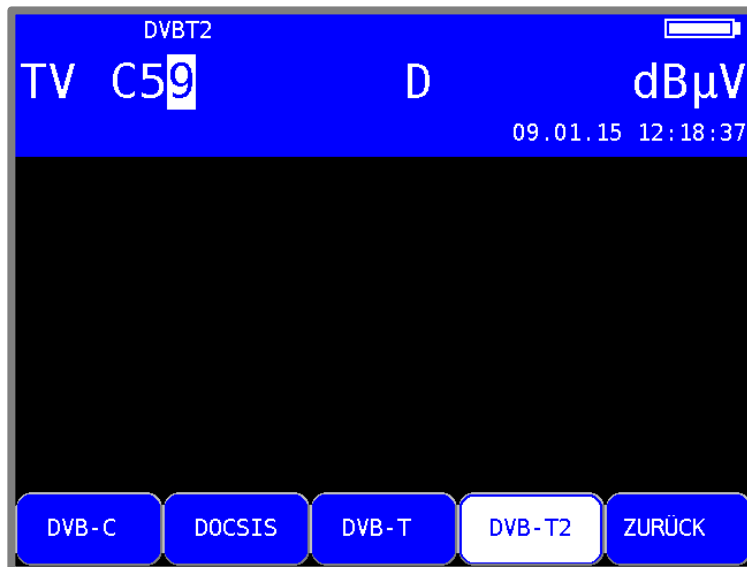 DVBT2
TV C59 D dBµV
09.01.15 12:18:37
DVB-C DOCSIS DVB-T DVB-T2 ZURÜCK